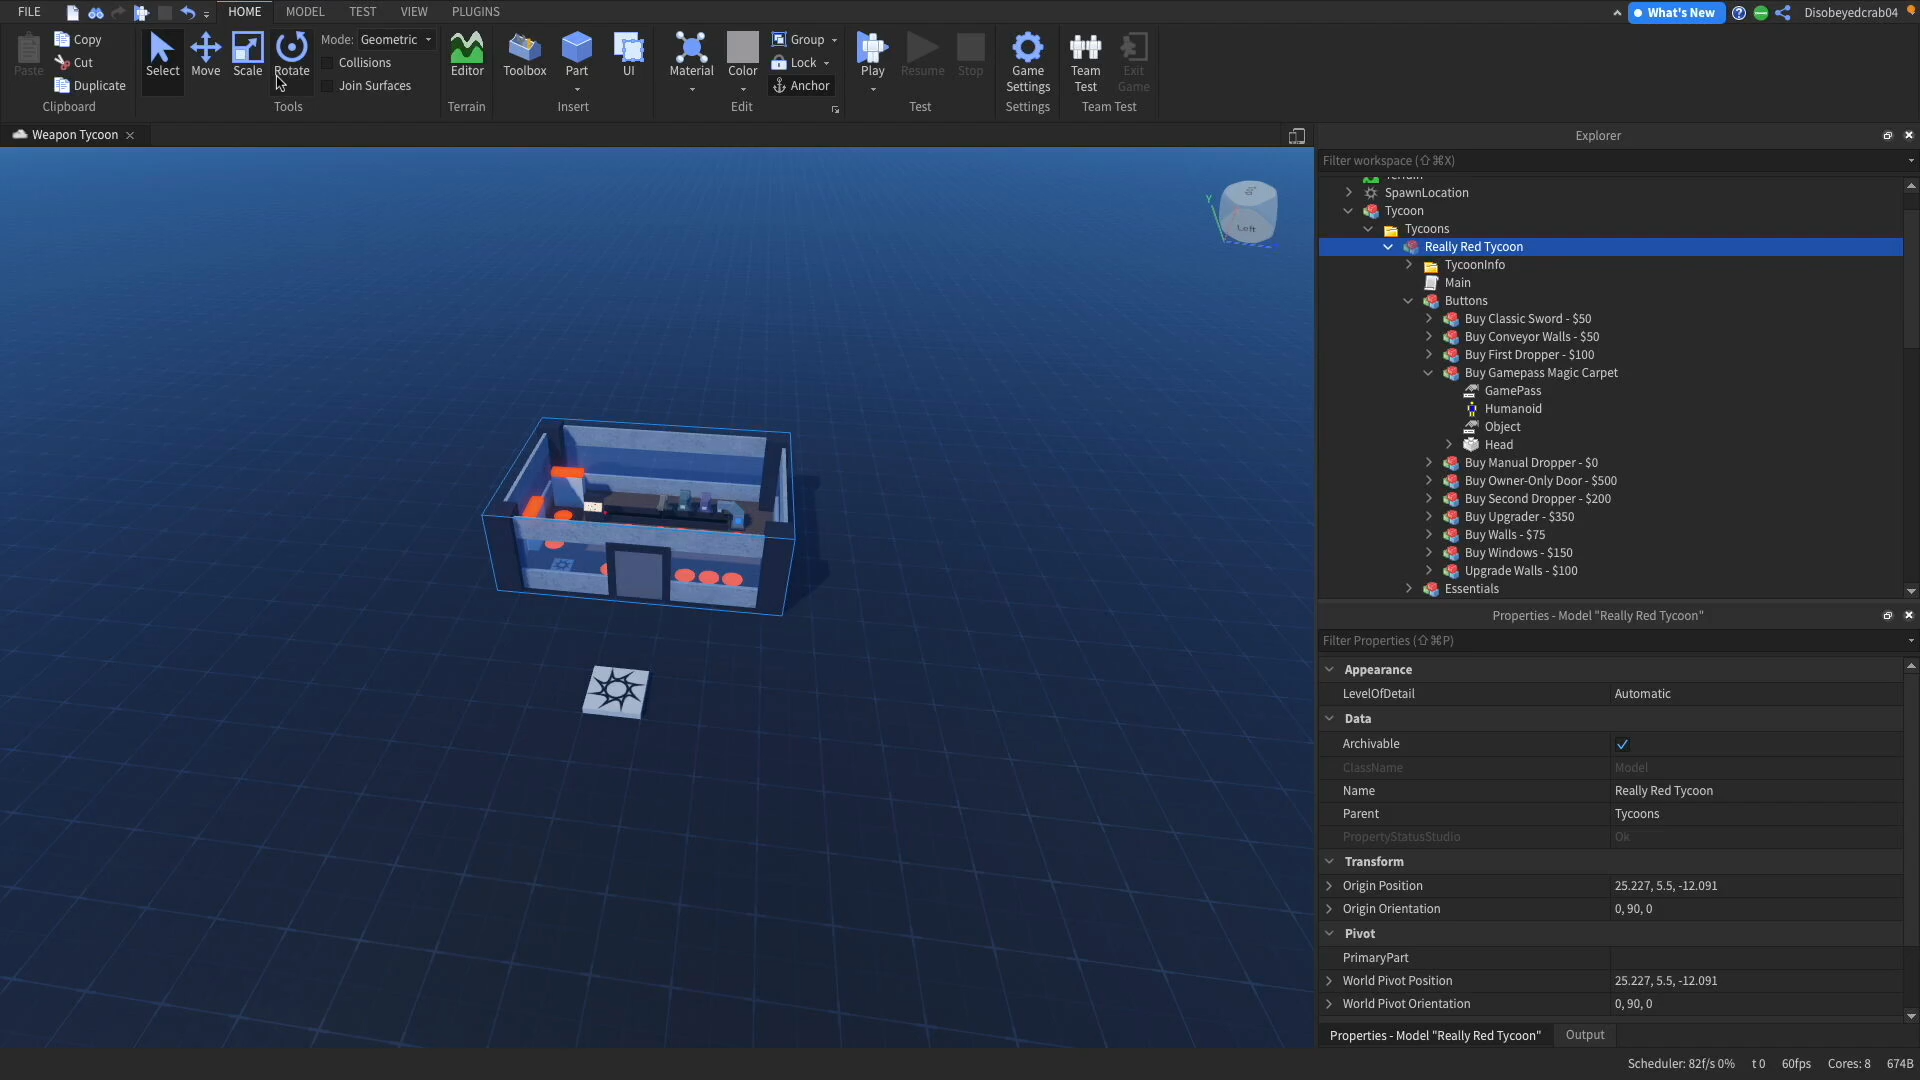 FILE HOME MODEL TEST VIEW PLUGINS What's New Disobeyedcrab04
Paste Copy Cut Duplicate Clipboard
Select Move Scale Rotate Mode: Geometric Collisions Join Surfaces Tools
Editor Terrain
Toolbox Part UI Insert
Material Color Group Lock Anchor Edit
Play Resume Stop Test
Game Settings Settings
Team Test Exit Game Team Test
Weapon Tycoon
Y
Left
Explorer
Filter workspace (⇧⌘X)
Terrain
SpawnLocation
Tycoon
Tycoons
Really Red Tycoon
TycoonInfo
Main
Buttons
Buy Classic Sword - $50
Buy Conveyor Walls - $50
Buy First Dropper - $100
Buy Gamepass Magic Carpet
GamePass
Humanoid
Object
Head
Buy Manual Dropper - $0
Buy Owner-Only Door - $500
Buy Second Dropper - $200
Buy Upgrader - $350
Buy Walls - $75
Buy Windows - $150
Upgrade Walls - $100
Essentials
Properties - Model "Really Red Tycoon"
Filter Properties (⇧⌘P)
Appearance
LevelOfDetail Automatic
Data
Archivable
ClassName Model
Name Really Red Tycoon
Parent Tycoons
PropertyStatusStudio Ok
Transform
Origin Position 25.227, 5.5, -12.091
Origin Orientation 0, 90, 0
Pivot
PrimaryPart
World Pivot Position 25.227, 5.5, -12.091
World Pivot Orientation 0, 90, 0
Properties - Model "Really Red Tycoon" Output
Scheduler: 82f/s 0% t 0 60fps Cores: 8 674B